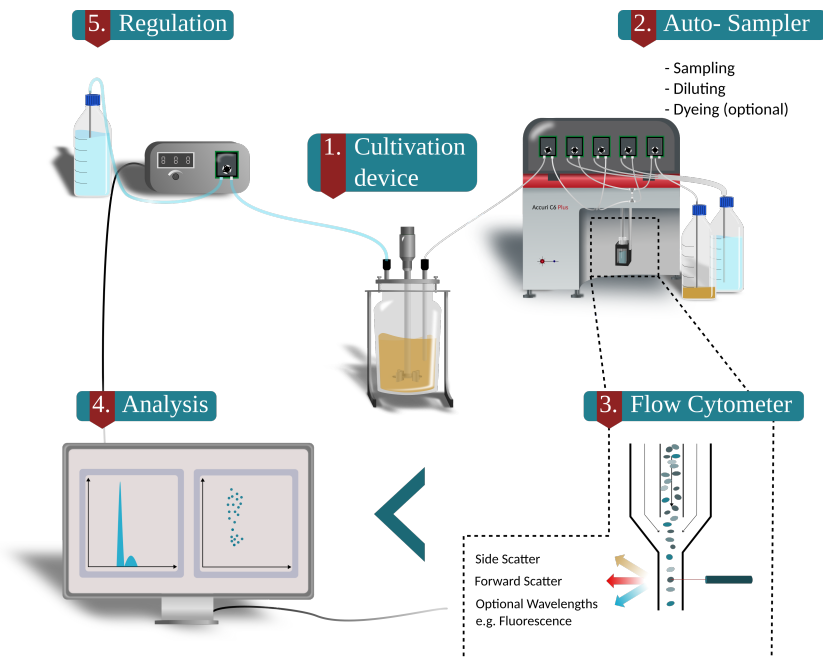 5. Regulation
2. Auto- Sampler
- Sampling
- Diluting
- Dyeing (optional)
888
1. Cultivation
device
Accuri C6 Plus
4. Analysis
3. Flow Cytometer
Side Scatter
Forward Scatter
Optional Wavelengths
e.g. Fluorescence